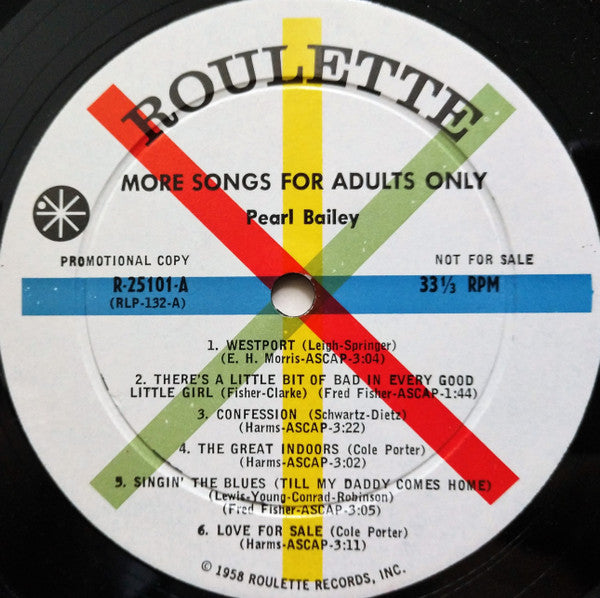 ROULETTE
MORE SONGS FOR ADULTS ONLY
Pearl Bailey
PROMOTIONAL COPY
NOT FOR SALE
R-25101-A
33⅓ RPM
(RLP-132-A)
1. WESTPORT (Leigh-Springer)
(E. H. Morris-ASCAP-3:04)
2. THERE'S A LITTLE BIT OF BAD IN EVERY GOOD
LITTLE GIRL (Fisher-Clarke) (Fred Fisher-ASCAP-1:44)
3. CONFESSION (Schwartz-Dietz)
(Harms-ASCAP-3:22)
4. THE GREAT INDOORS (Cole Porter)
(Harms-ASCAP-3:02)
5. SINGIN' THE BLUES (TILL MY DADDY COMES HOME)
(Lewis-Young-Conrad-Robinson)
(Fred Fisher-ASCAP-3:05)
6. LOVE FOR SALE (Cole Porter)
(Harms-ASCAP-3:11)
© 1958 ROULETTE RECORDS, INC.